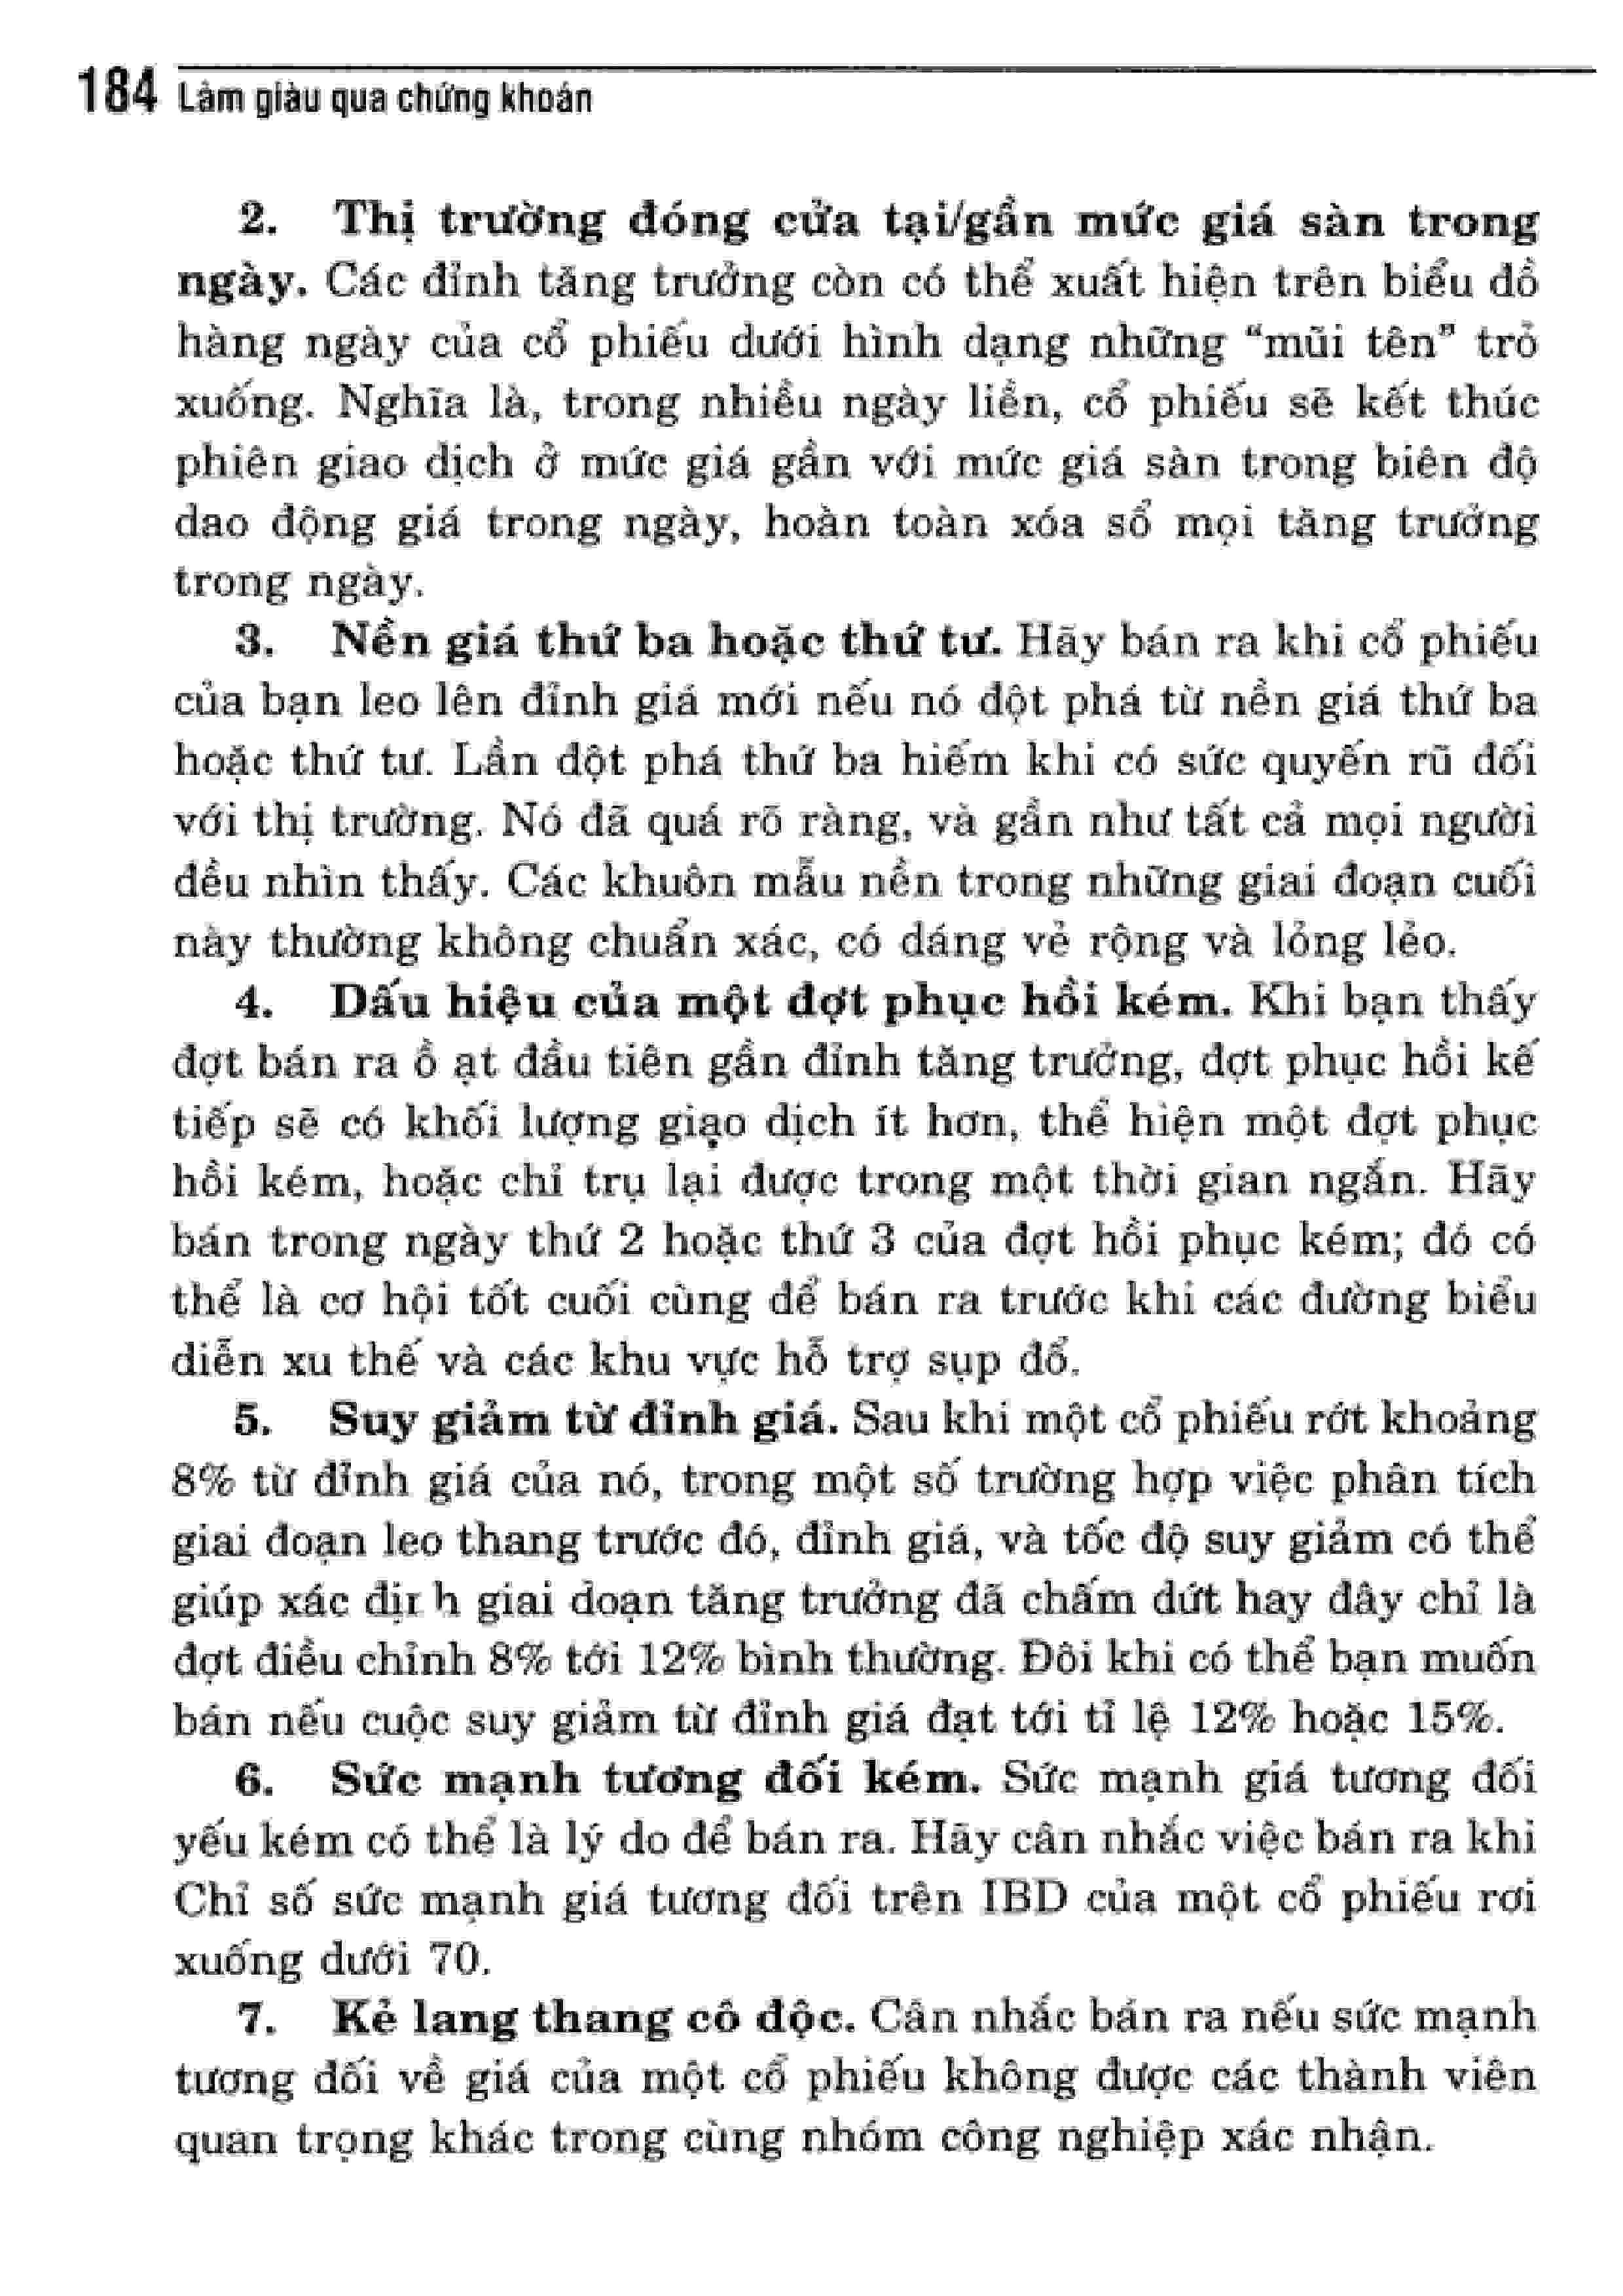 184 Làm giàu qua chứng khoán
2. Thị trường đóng cửa tại/gần mức giá sàn trong
ngày. Các đỉnh tăng trưởng còn có thể xuất hiện trên biểu đồ
hàng ngày của cổ phiếu dưới hình dạng những “mũi tên” trỏ
xuống. Nghĩa là, trong nhiều ngày liền, cổ phiếu sẽ kết thúc
phiên giao dịch ở mức giá gần với mức giá sàn trong biên độ
dao động giá trong ngày, hoàn toàn xóa sổ mọi tăng trưởng
trong ngày.
3. Nền giá thứ ba hoặc thứ tư. Hãy bán ra khi cổ phiếu
của bạn leo lên đỉnh giá mới nếu nó đột phá từ nền giá thứ ba
hoặc thứ tư. Lần đột phá thứ ba hiếm khi có sức quyến rũ đối
với thị trường. Nó đã quá rõ ràng, và gần như tất cả mọi người
đều nhìn thấy. Các khuôn mẫu nền trong những giai đoạn cuối
này thường không chuẩn xác, có dáng vẻ rộng và lỏng lẻo.
4. Dấu hiệu của một đợt phục hồi kém. Khi bạn thấy
đợt bán ra ồ ạt đầu tiên gần đỉnh tăng trưởng, đợt phục hồi kế
tiếp sẽ có khối lượng giạo dịch ít hơn, thể hiện một đợt phục
hồi kém, hoặc chỉ trụ lại được trong một thời gian ngắn. Hãy
bán trong ngày thứ 2 hoặc thứ 3 của đợt hồi phục kém; đó có
thể là cơ hội tốt cuối cùng để bán ra trước khi các đường biểu
diễn xu thế và các khu vực hỗ trợ sụp đổ.
5. Suy giảm từ đỉnh giá. Sau khi một cổ phiếu rớt khoảng
8% từ đỉnh giá của nó, trong một số trường hợp việc phân tích
giai đoạn leo thang trước đó, đỉnh giá, và tốc độ suy giảm có thể
giúp xác định giai đoạn tăng trưởng đã chấm dứt hay đây chỉ là
đợt điều chỉnh 8% tới 12% bình thường. Đôi khi có thể bạn muốn
bán nếu cuộc suy giảm từ đỉnh giá đạt tới tỉ lệ 12% hoặc 15%.
6. Sức mạnh tương đối kém. Sức mạnh giá tương đối
yếu kém có thể là lý do để bán ra. Hãy cân nhắc việc bán ra khi
Chỉ số sức mạnh giá tương đối trên IBD của một cổ phiếu rơi
xuống dưới 70.
7. Kẻ lang thang cô độc. Cân nhắc bán ra nếu sức mạnh
tương đối về giá của một cổ phiếu không được các thành viên
quan trọng khác trong cùng nhóm công nghiệp xác nhận.